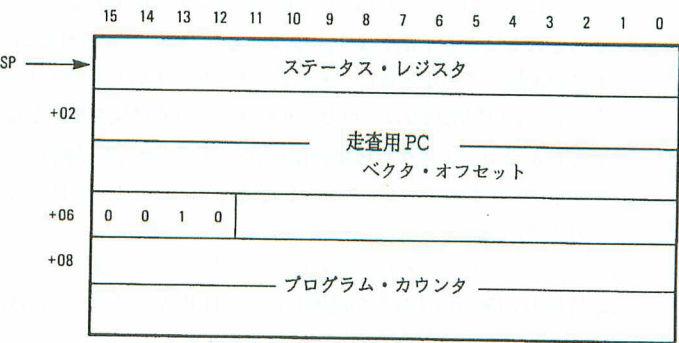 15 14 13 12 11 10 9 8 7 6 5 4 3 2 1 0
SP ステータス・レジスタ
+02
走査用PC
ベクタ・オフセット
+06 0 0 1 0
+08
プログラム・カウンタ